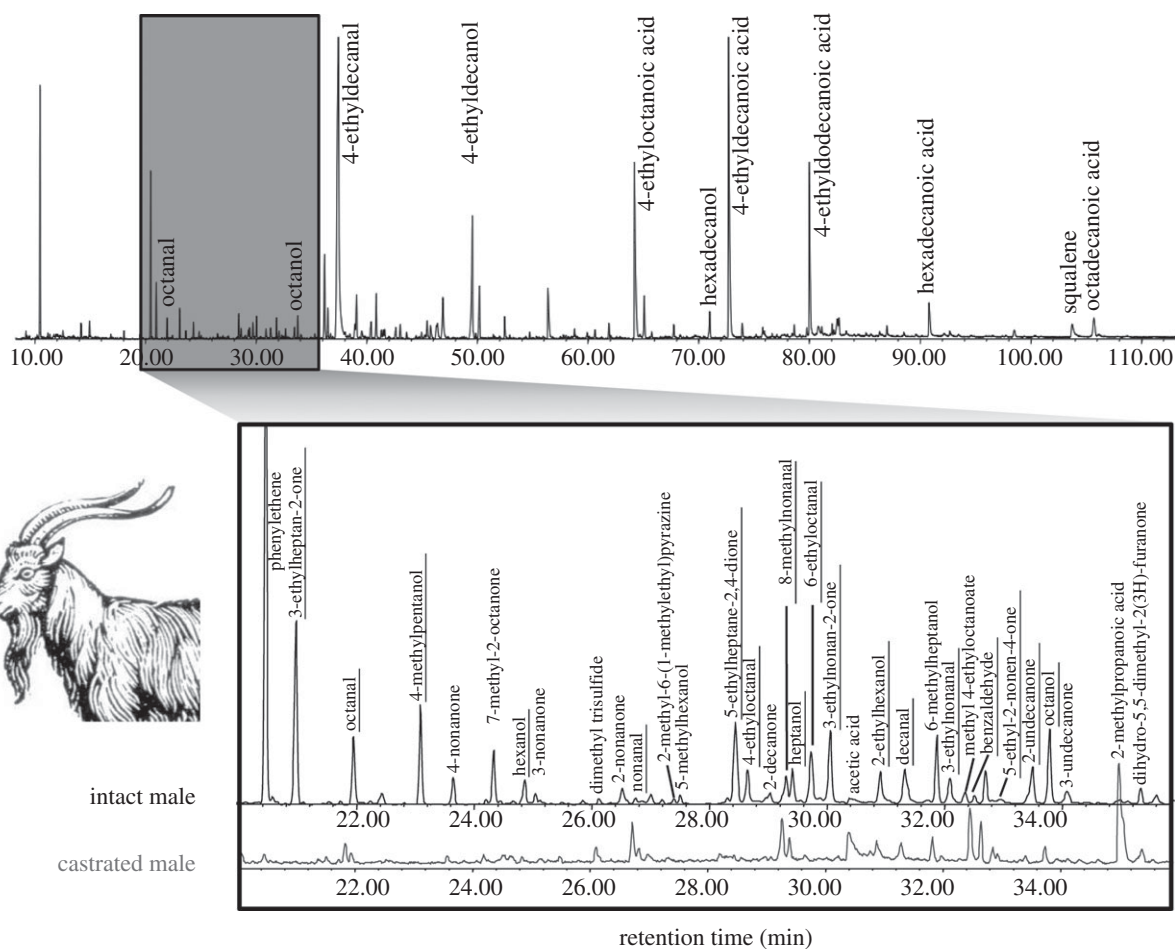 4-ethyldecanal
4-ethyldecanol
4-ethyloctanoic acid
hexadecanol
4-ethyldecanoic acid
4-ethyldodecanoic acid
hexadecanoic acid
squalene
octadecanoic acid
octanal
octanol
10.00 20.00 30.00 40.00 50.00 60.00 70.00 80.00 90.00 100.00 110.00
phenylethene
3-ethylheptan-2-one
octanal
4-methylpentanol
4-nonanone
7-methyl-2-octanone
hexanol
3-nonanone
dimethyl trisulfide
2-nonanone
nonanal
2-methyl-6-(1-methylethyl)pyrazine
5-methylhexanol
5-ethylheptane-2,4-dione
4-ethyloctanal
2-decanone
8-methylnonanal
heptanol
6-ethyloctanal
3-ethylnonan-2-one
acetic acid
2-ethylhexanol
decanal
6-methylheptanol
3-ethylnonanal
methyl 4-ethyloctanoate
benzaldehyde
5-ethyl-2-nonen-4-one
2-undecanone
octanol
3-undecanone
2-methylpropanoic acid
dihydro-5,5-dimethyl-2(3H)-furanone
intact male
22.00 24.00 26.00 28.00 30.00 32.00 34.00
castrated male
22.00 24.00 26.00 28.00 30.00 32.00 34.00
retention time (min)